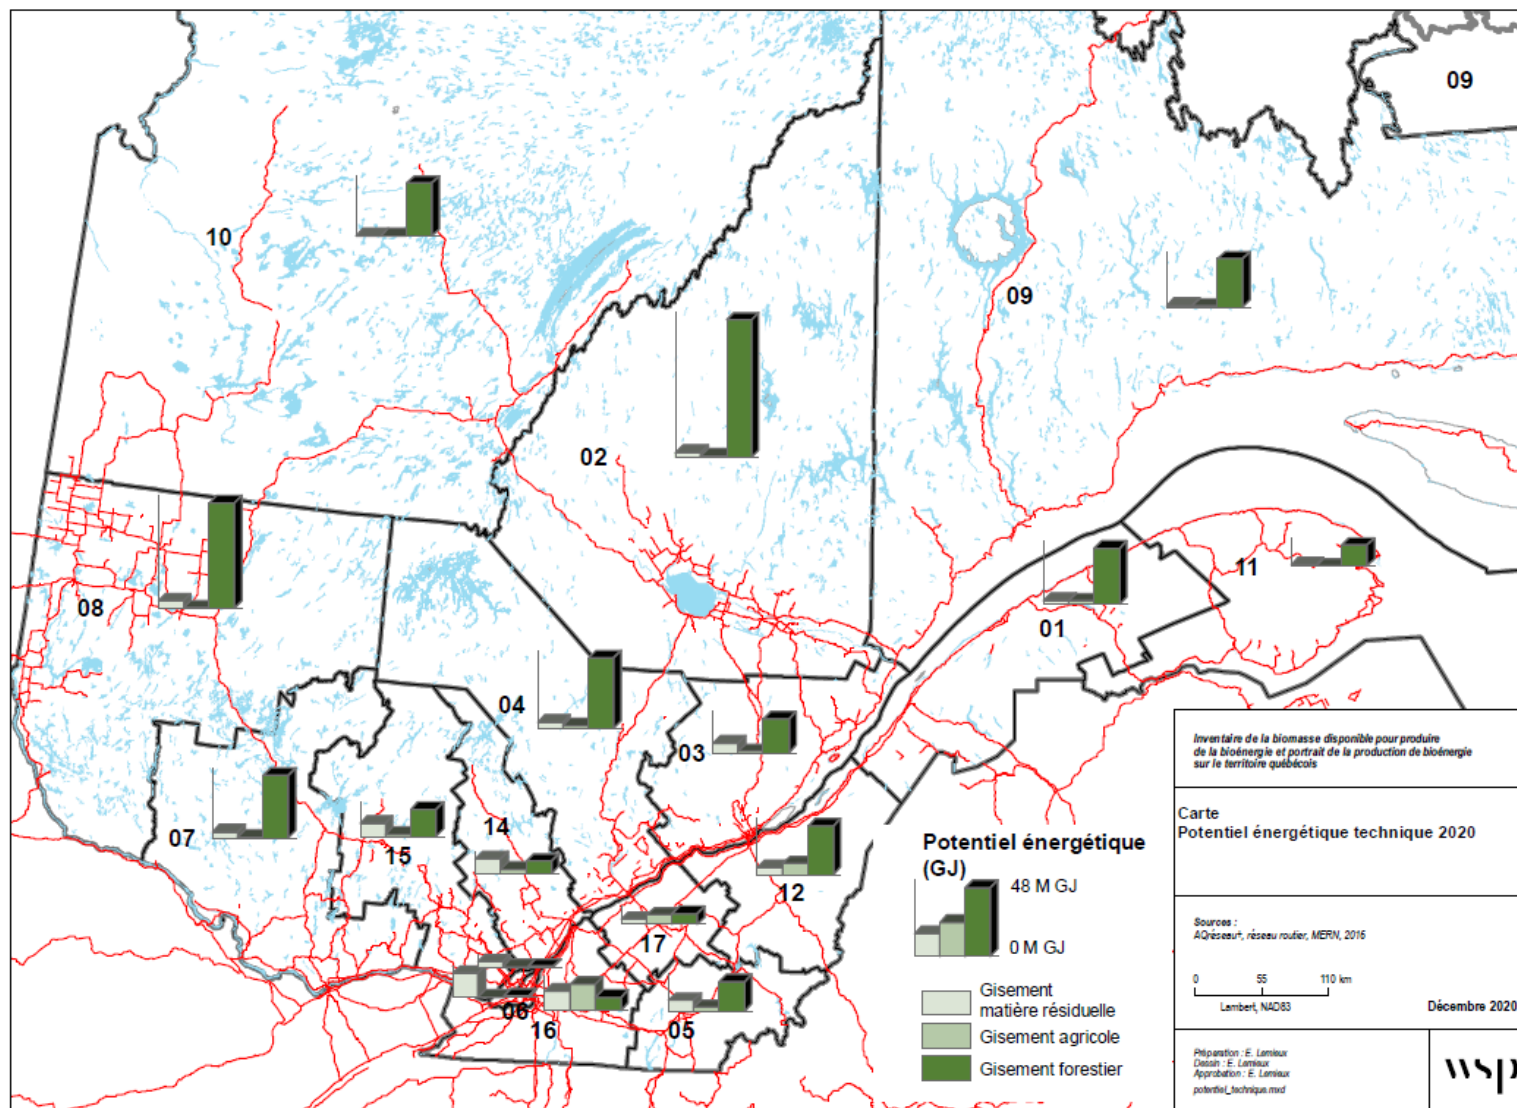 09
10
09
02
08
11
01
04
03
14
07
15
12
17
06
16
05
Potentiel énergétique
(GJ)
48 M GJ
0 M GJ
Gisement
matière résiduelle
Gisement agricole
Gisement forestier
Inventaire de la biomasse disponible pour produire
de la bioénergie et portrait de la production de bioénergie
sur le territoire québécois
Carte
Potentiel énergétique technique 2020
Sources :
AQréseau+, réseau routier, MERN, 2016
0 55 110 km
Lambert, NAD83
Décembre 2020
Préparation : E. Lemieux
Dessin : E. Lemieux
Approbation : E. Lemieux
potentiel_technique.mxd
wsp